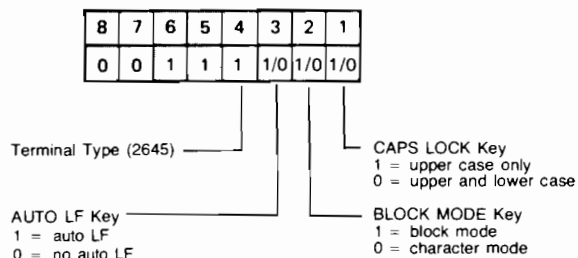 8 7 6 5 4 3 2 1
0 0 1 1 1 1/0 1/0 1/0
Terminal Type (2645)
CAPS LOCK Key
1 = upper case only
0 = upper and lower case
AUTO LF Key
1 = auto LF
0 = no auto LF
BLOCK MODE Key
1 = block mode
0 = character mode